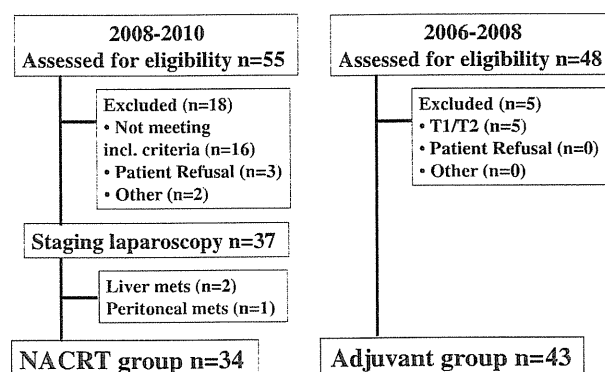 2008-2010
Assessed for eligibility n=55
Excluded (n=18)
• Not meeting
incl. criteria (n=16)
• Patient Refusal (n=3)
• Other (n=2)
Staging laparoscopy n=37
Liver mets (n=2)
Peritoneal mets (n=1)
NACRT group n=34
2006-2008
Assessed for eligibility n=48
Excluded (n=5)
• T1/T2 (n=5)
• Patient Refusal (n=0)
• Other (n=0)
Adjuvant group n=43